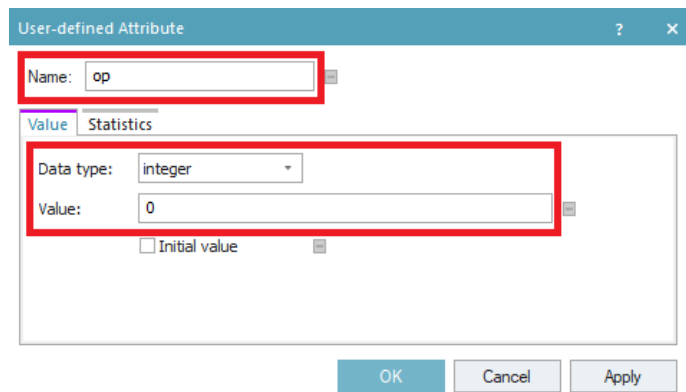 User-defined Attribute ? ×
Name: op
Value Statistics
Data type: integer
Value: 0
Initial value
OK Cancel Apply